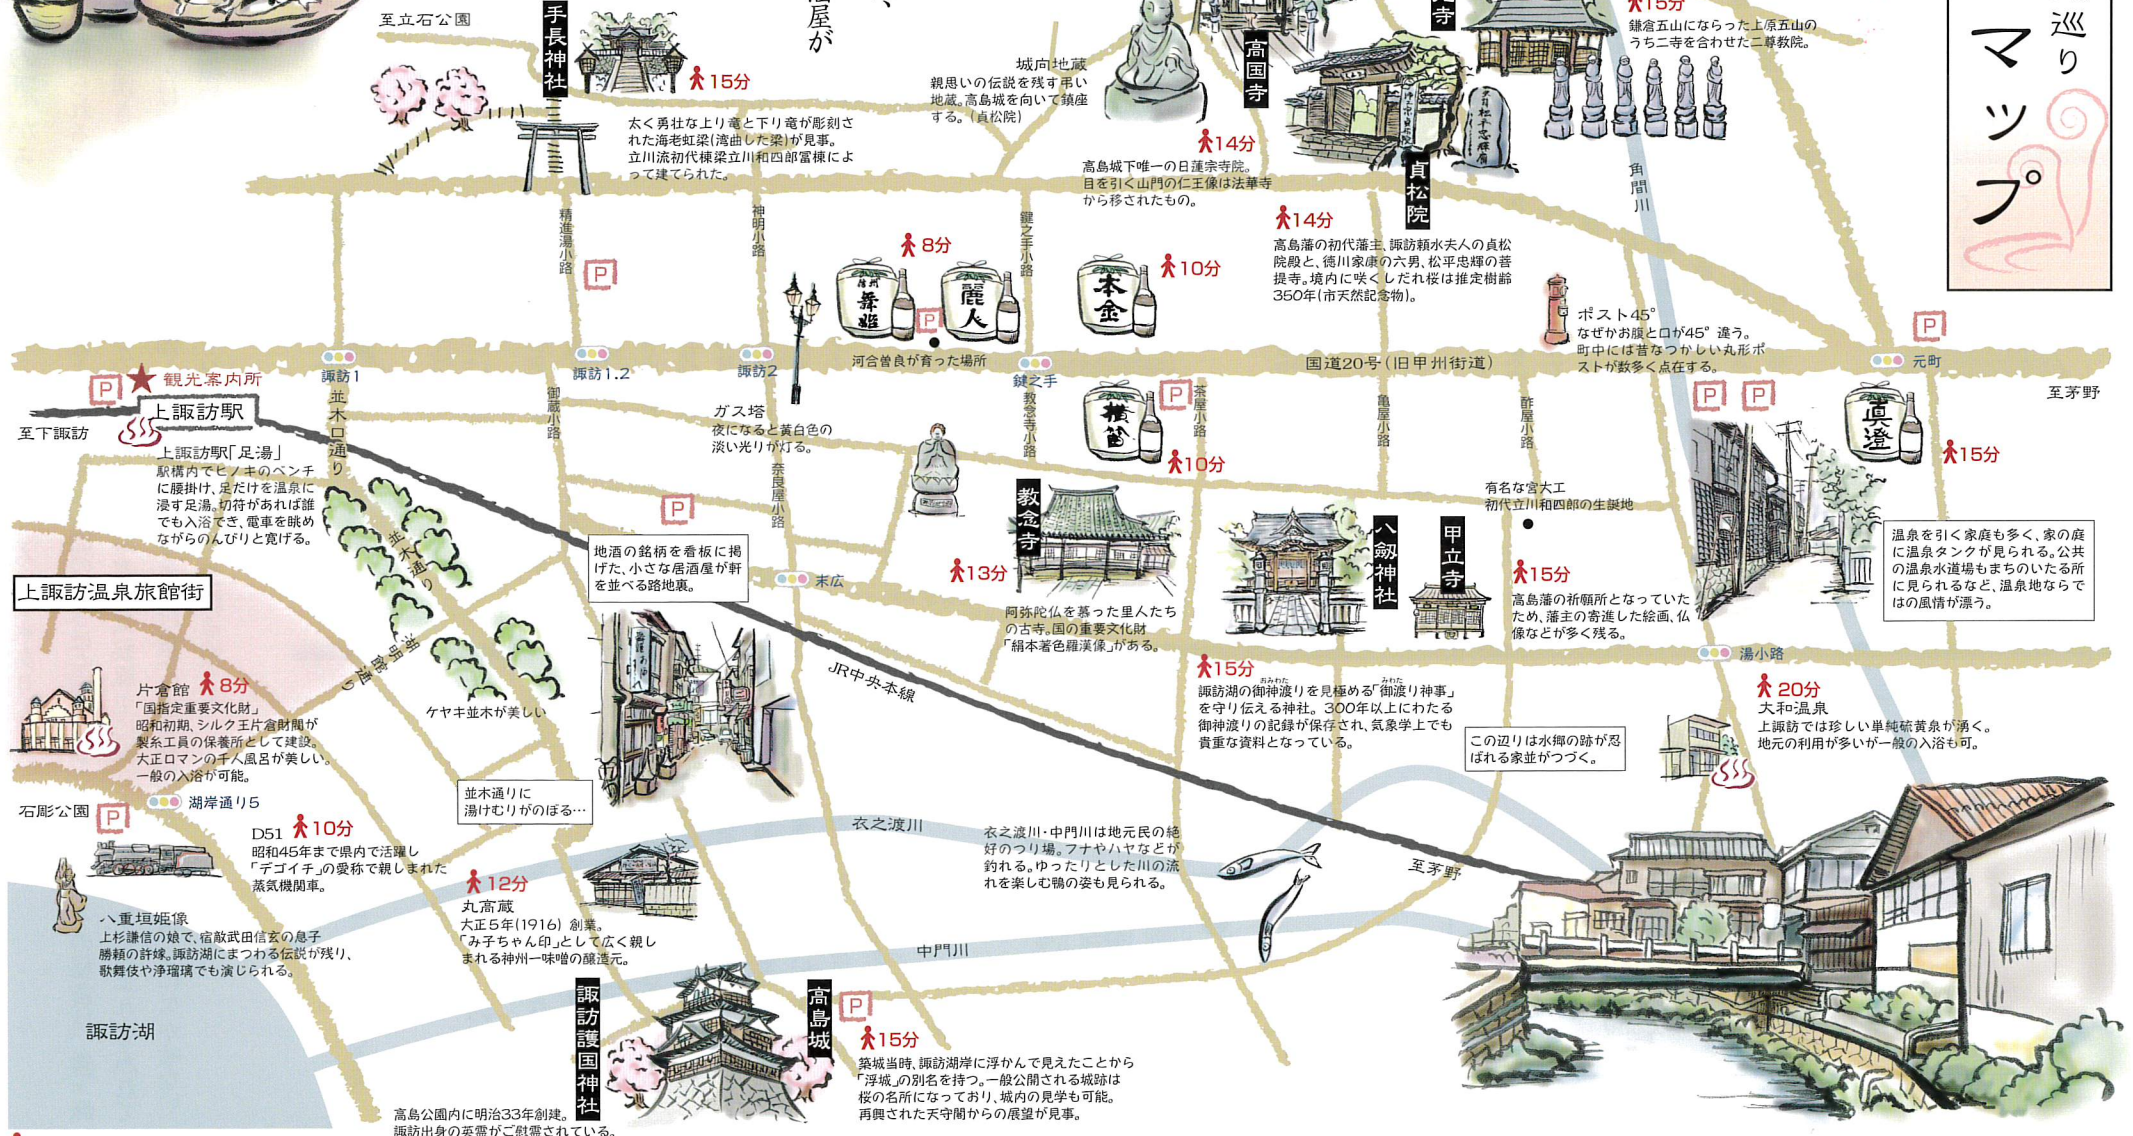 巡り
マップ
居屋が
、
至立石公園
手長神社
15分
太く勇壮な上り竜と下り竜が彫刻さ
れた海老虹梁(湾曲した梁)が見事。
立川流初代棟梁立川和四郎冨棟によ
って建てられた。
城向地蔵
親思いの伝説を残す弔い
地蔵。高島城を向いて鎮座
する。(貞松院)
高国寺
14分
高島城下唯一の日蓮宗寺院。
目を引く山門の仁王像は法華寺
から移されたもの。
寺
15分
鎌倉五山にならった上原五山の
うち二寺を合わせた二尊教院。
貞松院
14分
高島藩の初代藩主、諏訪頼水夫人の貞松
院殿と、徳川家康の六男、松平忠輝の菩
提寺。境内に咲くしだれ桜は推定樹齢
350年(市天然記念物)。
角間川
精進湯小路
神明小路
鍵之手小路
P
8分
信州
舞姫
麗人
P
本金
10分
河合曽良が育った場所
ポスト45°
なぜかお腹と口が45°違う。
町中には昔なつかしい丸形ポ
ストが数多く点在する。
P
元町
至茅野
国道20号(旧甲州街道)
P
観光案内所
上諏訪駅
至下諏訪
諏訪1
諏訪1.2
諏訪2
鍵之手
並木口通り
御蔵小路
奈良屋小路
教念寺小路
茶屋小路
亀屋小路
酢屋小路
ガス塔
夜になると黄白色の
淡い光りが灯る。
横笛
P
10分
P
P
真澄
15分
上諏訪駅「足湯」
駅構内でヒノキのベンチ
に腰掛け、足だけを温泉に
浸す足湯。切符があれば誰
でも入浴でき、電車を眺め
ながらのんびりと寛げる。
並木通り
P
地酒の銘柄を看板に掲
げた、小さな居酒屋が軒
を並べる路地裏。
末広
教念寺
13分
阿弥陀仏を慕った里人たち
の古寺。国の重要文化財
「絹本著色羅漢像」がある。
八剱神社
15分
諏訪湖の御神渡りを見極める「御渡り神事」
おみわた
みわた
を守り伝える神社。300年以上にわたる
御神渡りの記録が保存され、気象学上でも
貴重な資料となっている。
甲立寺
有名な宮大工
初代立川和四郎の生誕地
15分
高島藩の祈願所となっていた
ため、藩主の寄進した絵画、仏
像などが多く残る。
温泉を引く家庭も多く、家の庭
に温泉タンクが見られる。公共
の温泉水道場もまちのいたる所
に見られるなど、温泉地ならで
はの風情が漂う。
湯小路
20分
大和温泉
上諏訪では珍しい単純硫黄泉が湧く。
地元の利用が多いが一般の入浴も可。
この辺りは水郷の跡が忍
ばれる家並がつづく。
上諏訪温泉旅館街
片倉館
8分
「国指定重要文化財」
昭和初期、シルク王片倉財閥が
製糸工員の保養所として建設。
大正ロマンの千人風呂が美しい。
一般の入浴が可能。
湖明館通り
ケヤキ並木が美しい
JR中央本線
並木通りに
湯けむりがのぼる…
石彫公園
P
湖岸通り5
D51
10分
昭和45年まで県内で活躍し
「デゴイチ」の愛称で親しまれた
蒸気機関車。
八重垣姫像
上杉謙信の娘で、宿敵武田信玄の息子
勝頼の許嫁。諏訪湖にまつわる伝説が残り、
歌舞伎や浄瑠璃でも演じられる。
諏訪湖
12分
丸高蔵
大正5年(1916)創業。
「み子ちゃん印」として広く親し
まれる神州一味噌の醸造元。
衣之渡川
衣之渡川・中門川は地元民の絶
好のつり場。フナやハヤなどが
釣れる。ゆったりとした川の流
れを楽しむ鴨の姿も見られる。
至茅野
中門川
諏訪護国神社
高島公園内に明治33年創建。
諏訪出身の英霊がご慰霊されている。
高島城
P
15分
築城当時、諏訪湖岸に浮かんで見えたことから
「浮城」の別名を持つ。一般公開される城跡は
桜の名所になっており、城内の見学も可能。
再興された天守閣からの展望が見事。